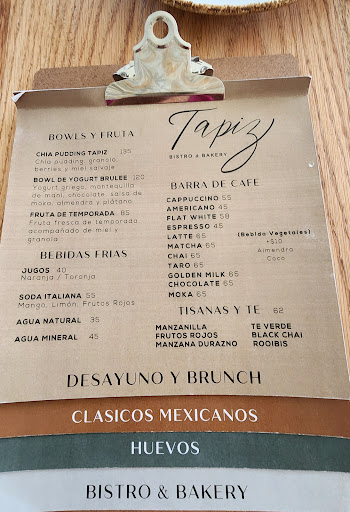 BOWLS Y FRUTA
CHIA PUDDING TAPIZ 135
Chia pudding, granola,
berries y miel salvaje
BOWL DE YOGURT BRULEE 120
Yogurt griego, mantequilla
de maní, chocolate, salsa de
moka, almendra y plátano.
FRUTA DE TEMPORADA 85
Fruta fresca de temporada
acompañado de miel y
granola
BEBIDAS FRIAS
JUGOS 40
Naranja / Toronja
SODA ITALIANA 55
Mango, Limón, Frutos Rojos
AGUA NATURAL 35
AGUA MINERAL 45
Tapiz
BISTRO & BAKERY
BARRA DE CAFE
CAPPUCCINO 55
AMERICANO 45
FLAT WHITE 58
ESPRESSO 45
LATTE 65
MATCHA 65
CHAI 65
TARO 65
GOLDEN MILK 65
CHOCOLATE 65
MOKA 65
(Bebida Vegetales)
+$10
Almendra
Coco
TISANAS Y TE 62
MANZANILLA
FRUTOS ROJOS
MANZANA DURAZNO
TE VERDE
BLACK CHAI
ROOIBIS
DESAYUNO Y BRUNCH
CLASICOS MEXICANOS
HUEVOS
BISTRO & BAKERY